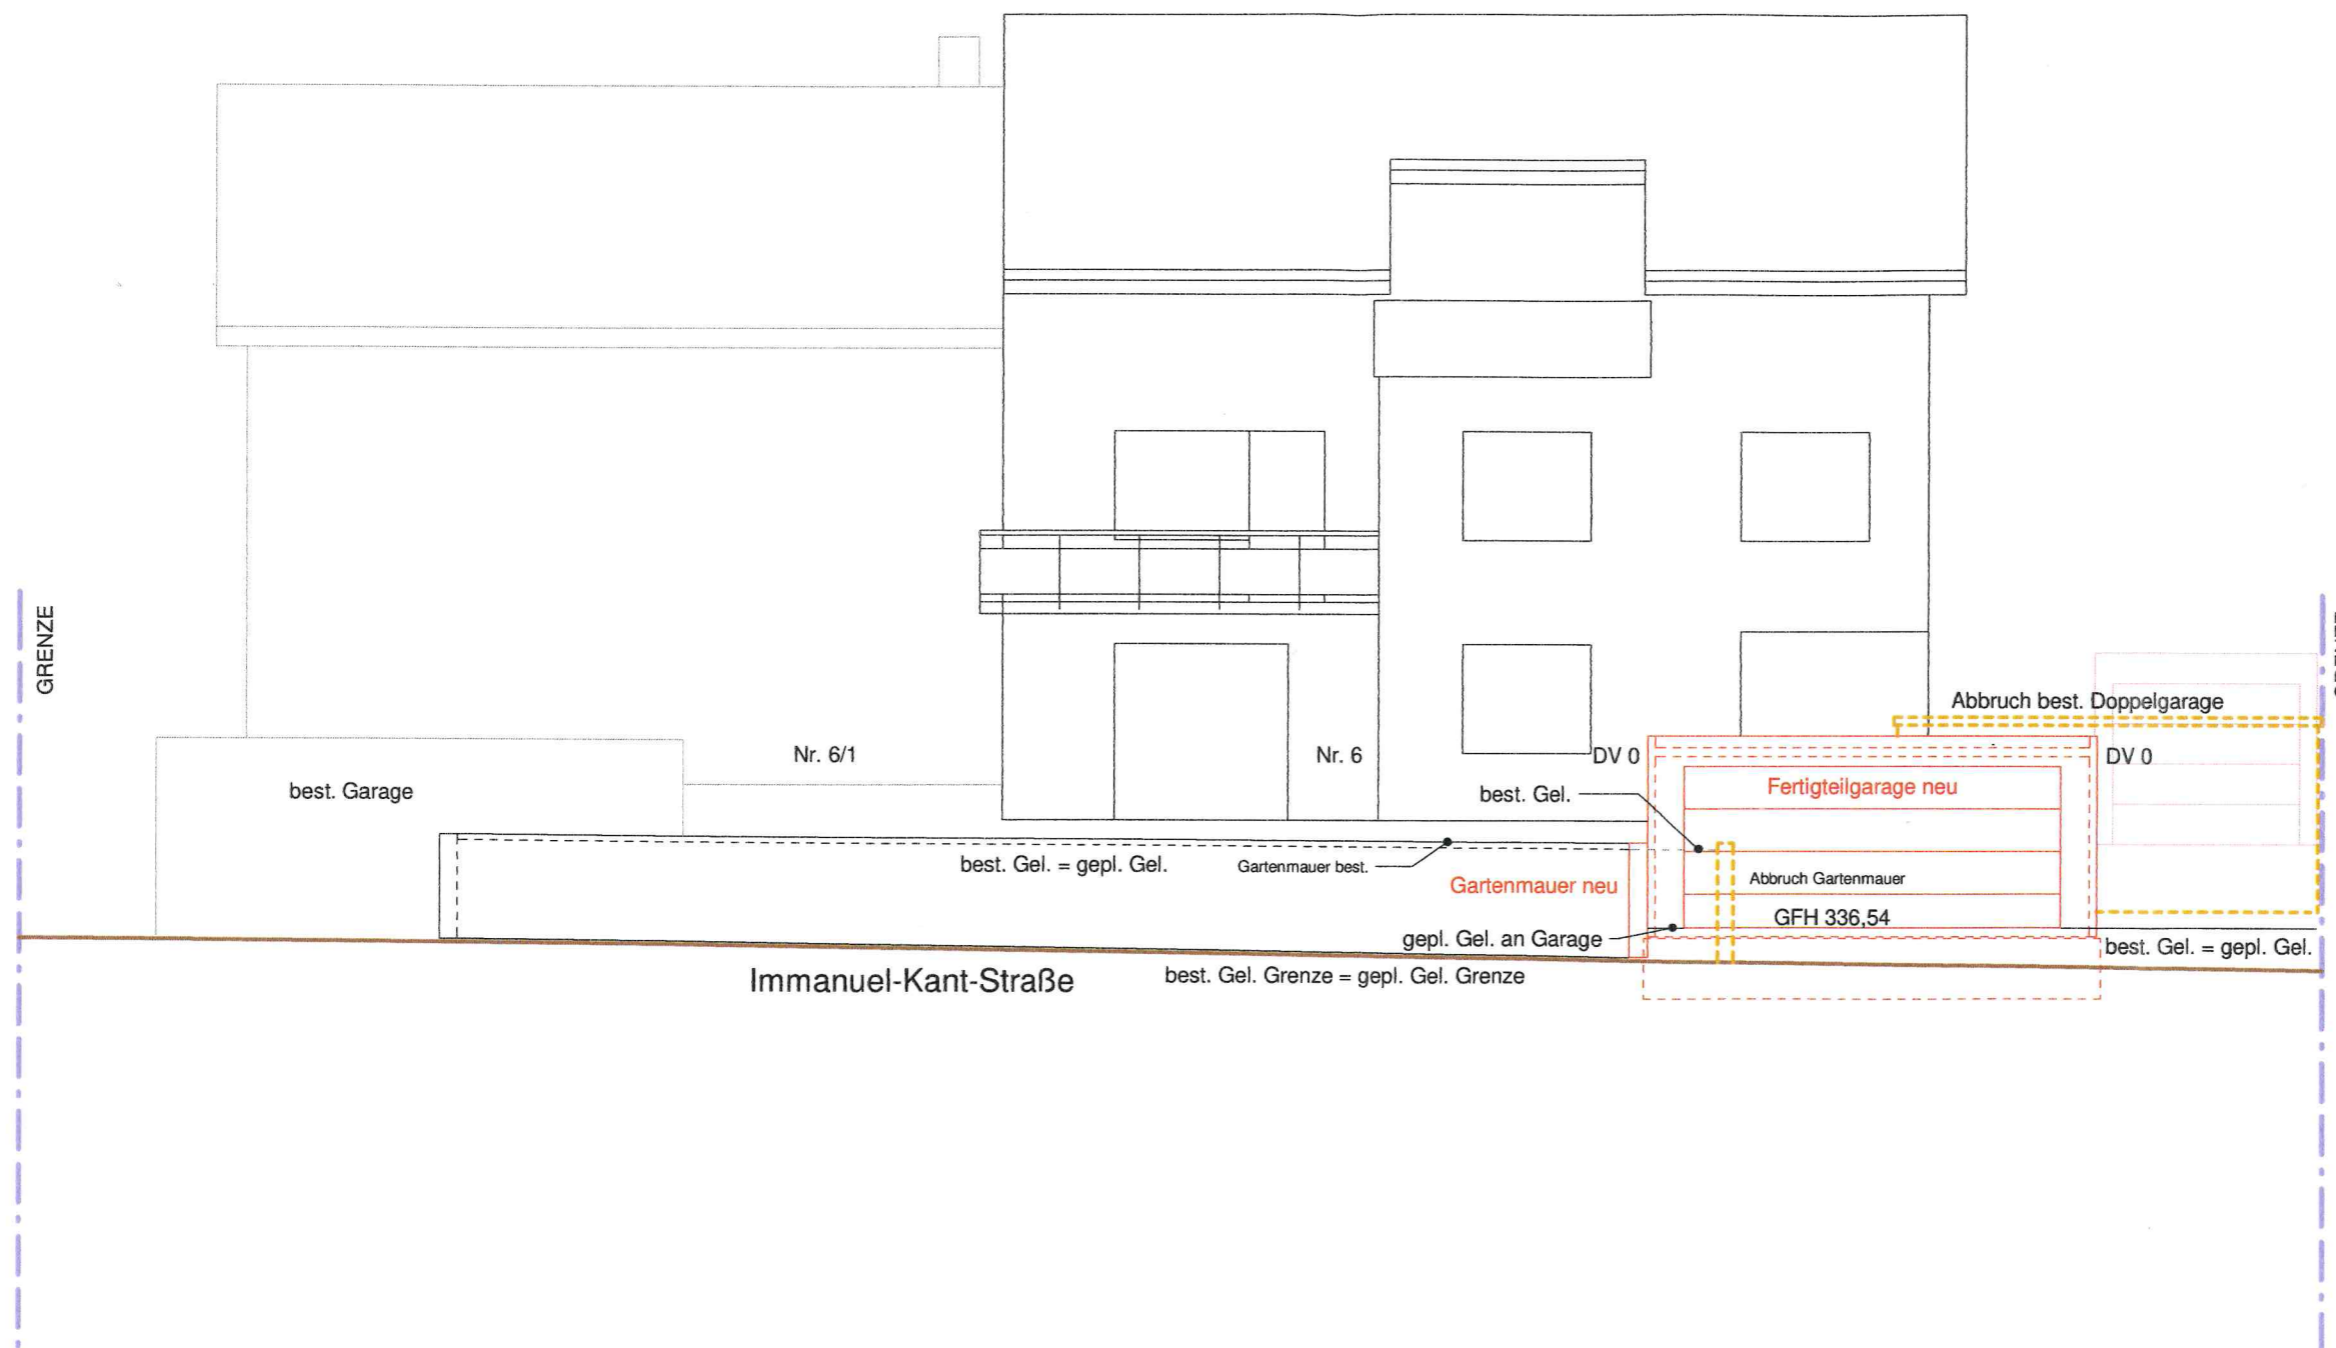 GRENZE
Abbruch best. Doppelgarage
Nr. 6/1
Nr. 6
DV 0
DV 0
best. Garage
best. Gel.
Fertigteilgarage neu
best. Gel. = gepl. Gel.
Gartenmauer best.
Gartenmauer neu
Abbruch Gartenmauer
GFH 336,54
gepl. Gel. an Garage
best. Gel. = gepl. Gel.
Immanuel-Kant-Straße
best. Gel. Grenze = gepl. Gel. Grenze